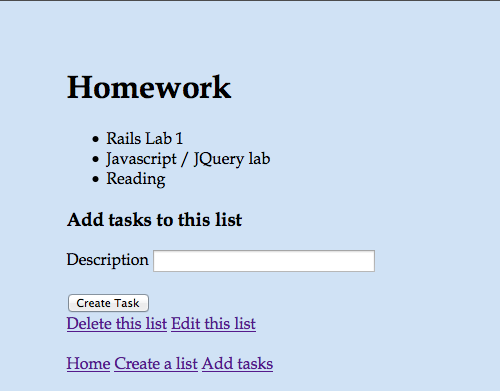 Homework
Rails Lab 1
Javascript / JQuery lab
Reading
Add tasks to this list
Description
Create Task
Delete this list Edit this list
Home Create a list Add tasks